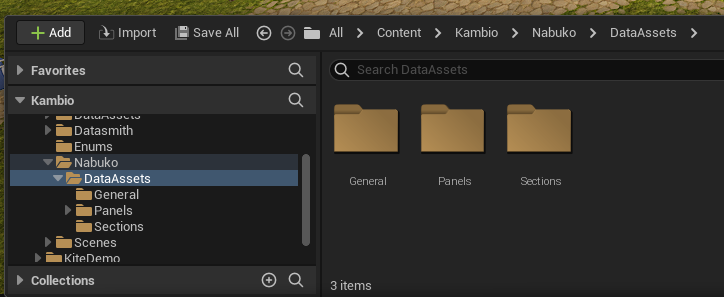 Add Import Save All All Content Kambio Nabuko DataAssets
Favorites
Search DataAssets
Kambio
DataAssets
Datasmith
Enums
Nabuko
DataAssets
General
Panels
Sections
Scenes
KiteDemo
General Panels Sections
Collections
3 items